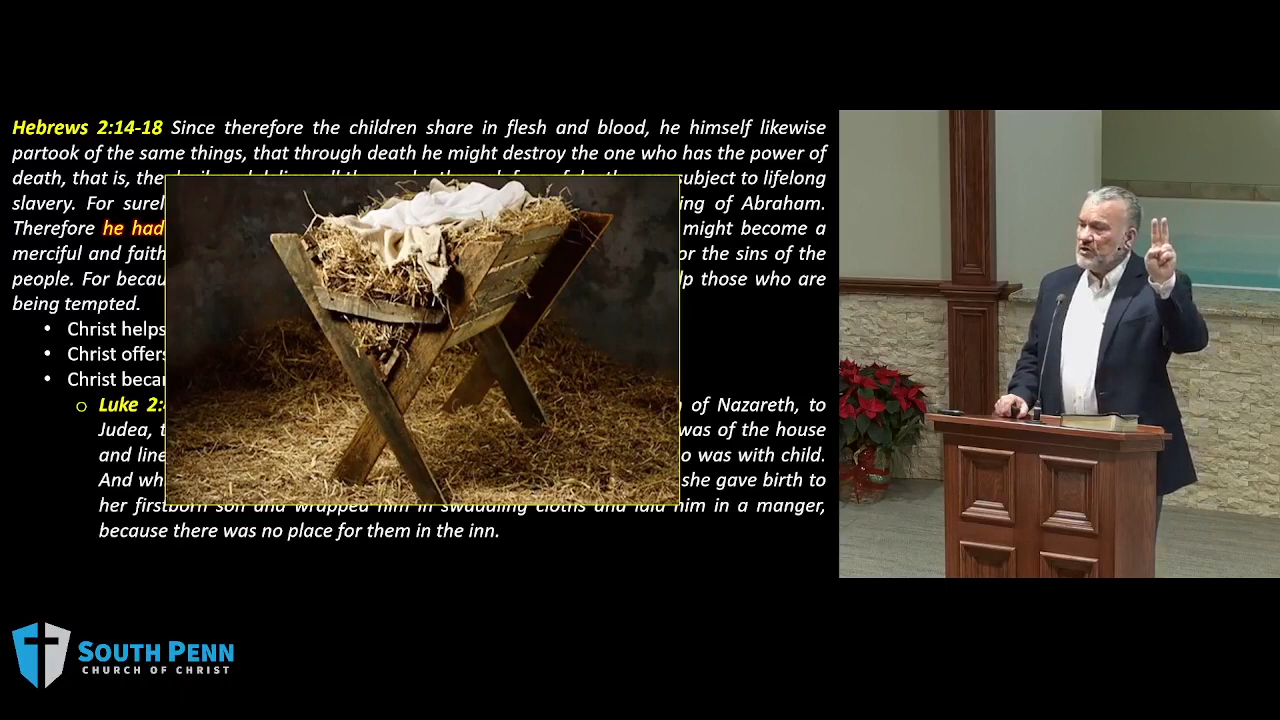 Hebrews 2:14-18 Since therefore the children share in flesh and blood, he himself likewise
partook of the same things, that through death he might destroy the one who has the power of
death, that is, the subject to lifelong
slavery. For surel ing of Abraham.
Therefore he had might become a
merciful and faith or the sins of the
people. For becau lp those who are
being tempted.
• Christ helps
• Christ offers
• Christ becar
o Luke 2: of Nazareth, to
Judea, t was of the house
and line o was with child.
And wh she gave birth to
her firstborn son and wrapped him in swaddling cloths and laid him in a manger,
because there was no place for them in the inn.
SOUTH PENN
CHURCH OF CHRIST